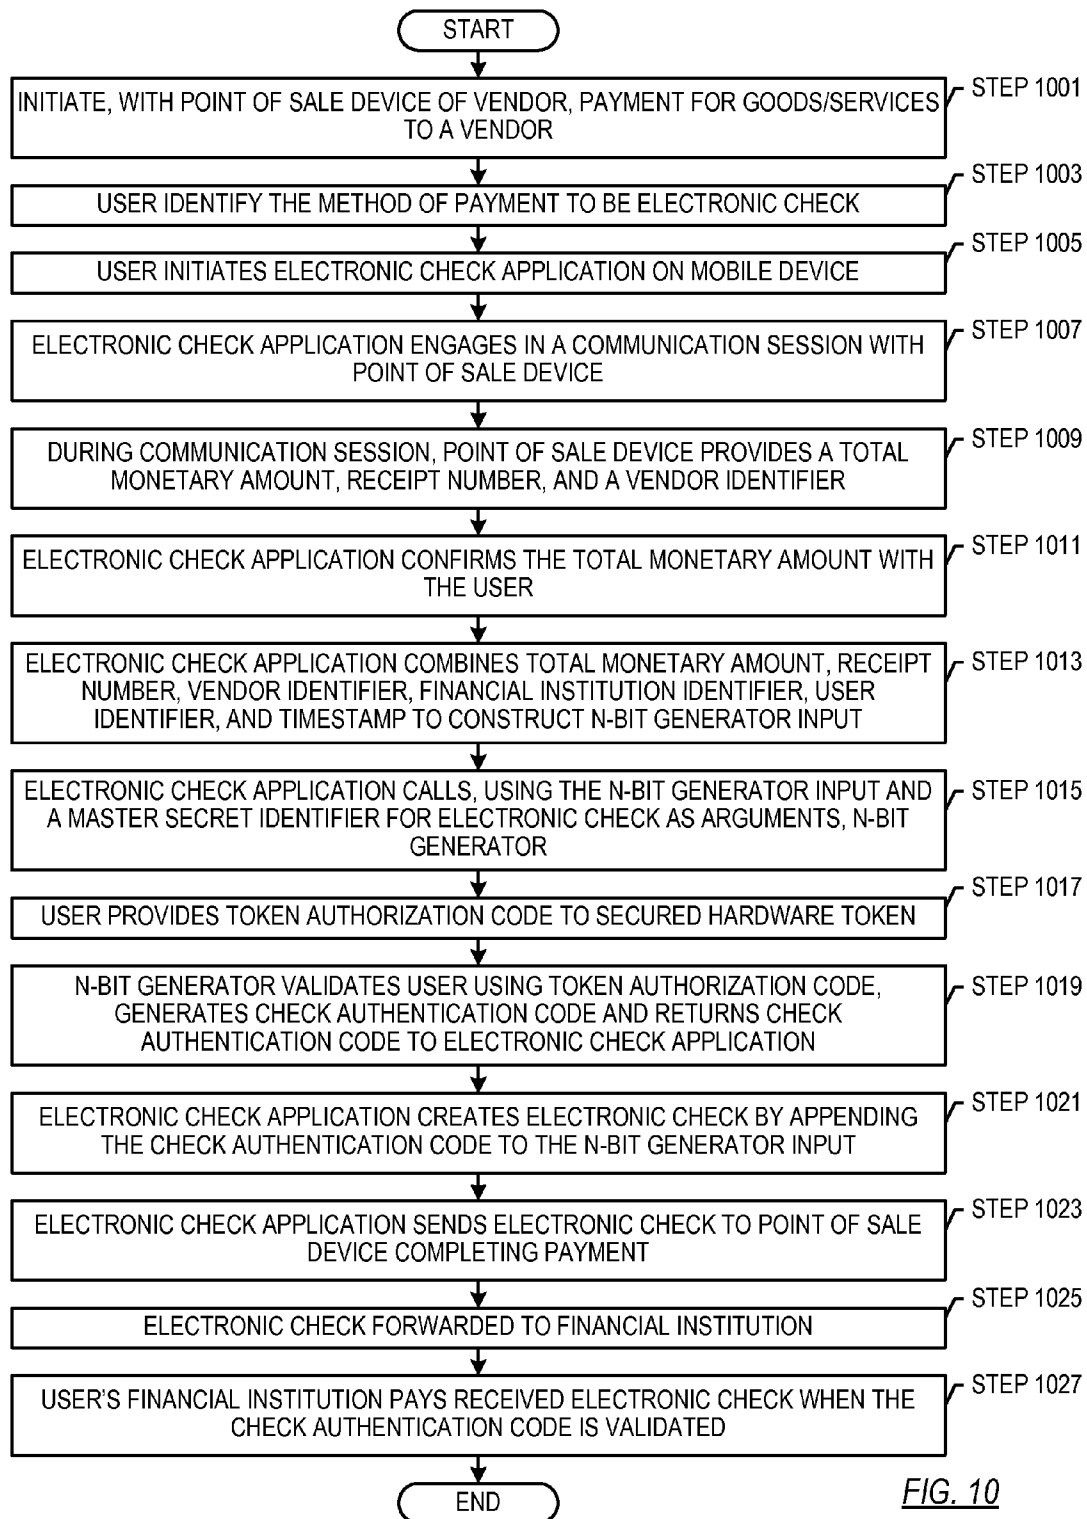 START
STEP 1001
INITIATE, WITH POINT OF SALE DEVICE OF VENDOR, PAYMENT FOR GOODS/SERVICES
TO A VENDOR
STEP 1003
USER IDENTIFY THE METHOD OF PAYMENT TO BE ELECTRONIC CHECK
STEP 1005
USER INITIATES ELECTRONIC CHECK APPLICATION ON MOBILE DEVICE
STEP 1007
ELECTRONIC CHECK APPLICATION ENGAGES IN A COMMUNICATION SESSION WITH
POINT OF SALE DEVICE
STEP 1009
DURING COMMUNICATION SESSION, POINT OF SALE DEVICE PROVIDES A TOTAL
MONETARY AMOUNT, RECEIPT NUMBER, AND A VENDOR IDENTIFIER
STEP 1011
ELECTRONIC CHECK APPLICATION CONFIRMS THE TOTAL MONETARY AMOUNT WITH
THE USER
STEP 1013
ELECTRONIC CHECK APPLICATION COMBINES TOTAL MONETARY AMOUNT, RECEIPT
NUMBER, VENDOR IDENTIFIER, FINANCIAL INSTITUTION IDENTIFIER, USER
IDENTIFIER, AND TIMESTAMP TO CONSTRUCT N-BIT GENERATOR INPUT
STEP 1015
ELECTRONIC CHECK APPLICATION CALLS, USING THE N-BIT GENERATOR INPUT AND
A MASTER SECRET IDENTIFIER FOR ELECTRONIC CHECK AS ARGUMENTS, N-BIT
GENERATOR
STEP 1017
USER PROVIDES TOKEN AUTHORIZATION CODE TO SECURED HARDWARE TOKEN
STEP 1019
N-BIT GENERATOR VALIDATES USER USING TOKEN AUTHORIZATION CODE,
GENERATES CHECK AUTHENTICATION CODE AND RETURNS CHECK
AUTHENTICATION CODE TO ELECTRONIC CHECK APPLICATION
STEP 1021
ELECTRONIC CHECK APPLICATION CREATES ELECTRONIC CHECK BY APPENDING
THE CHECK AUTHENTICATION CODE TO THE N-BIT GENERATOR INPUT
STEP 1023
ELECTRONIC CHECK APPLICATION SENDS ELECTRONIC CHECK TO POINT OF SALE
DEVICE COMPLETING PAYMENT
STEP 1025
ELECTRONIC CHECK FORWARDED TO FINANCIAL INSTITUTION
STEP 1027
USER'S FINANCIAL INSTITUTION PAYS RECEIVED ELECTRONIC CHECK WHEN THE
CHECK AUTHENTICATION CODE IS VALIDATED
END
FIG. 10